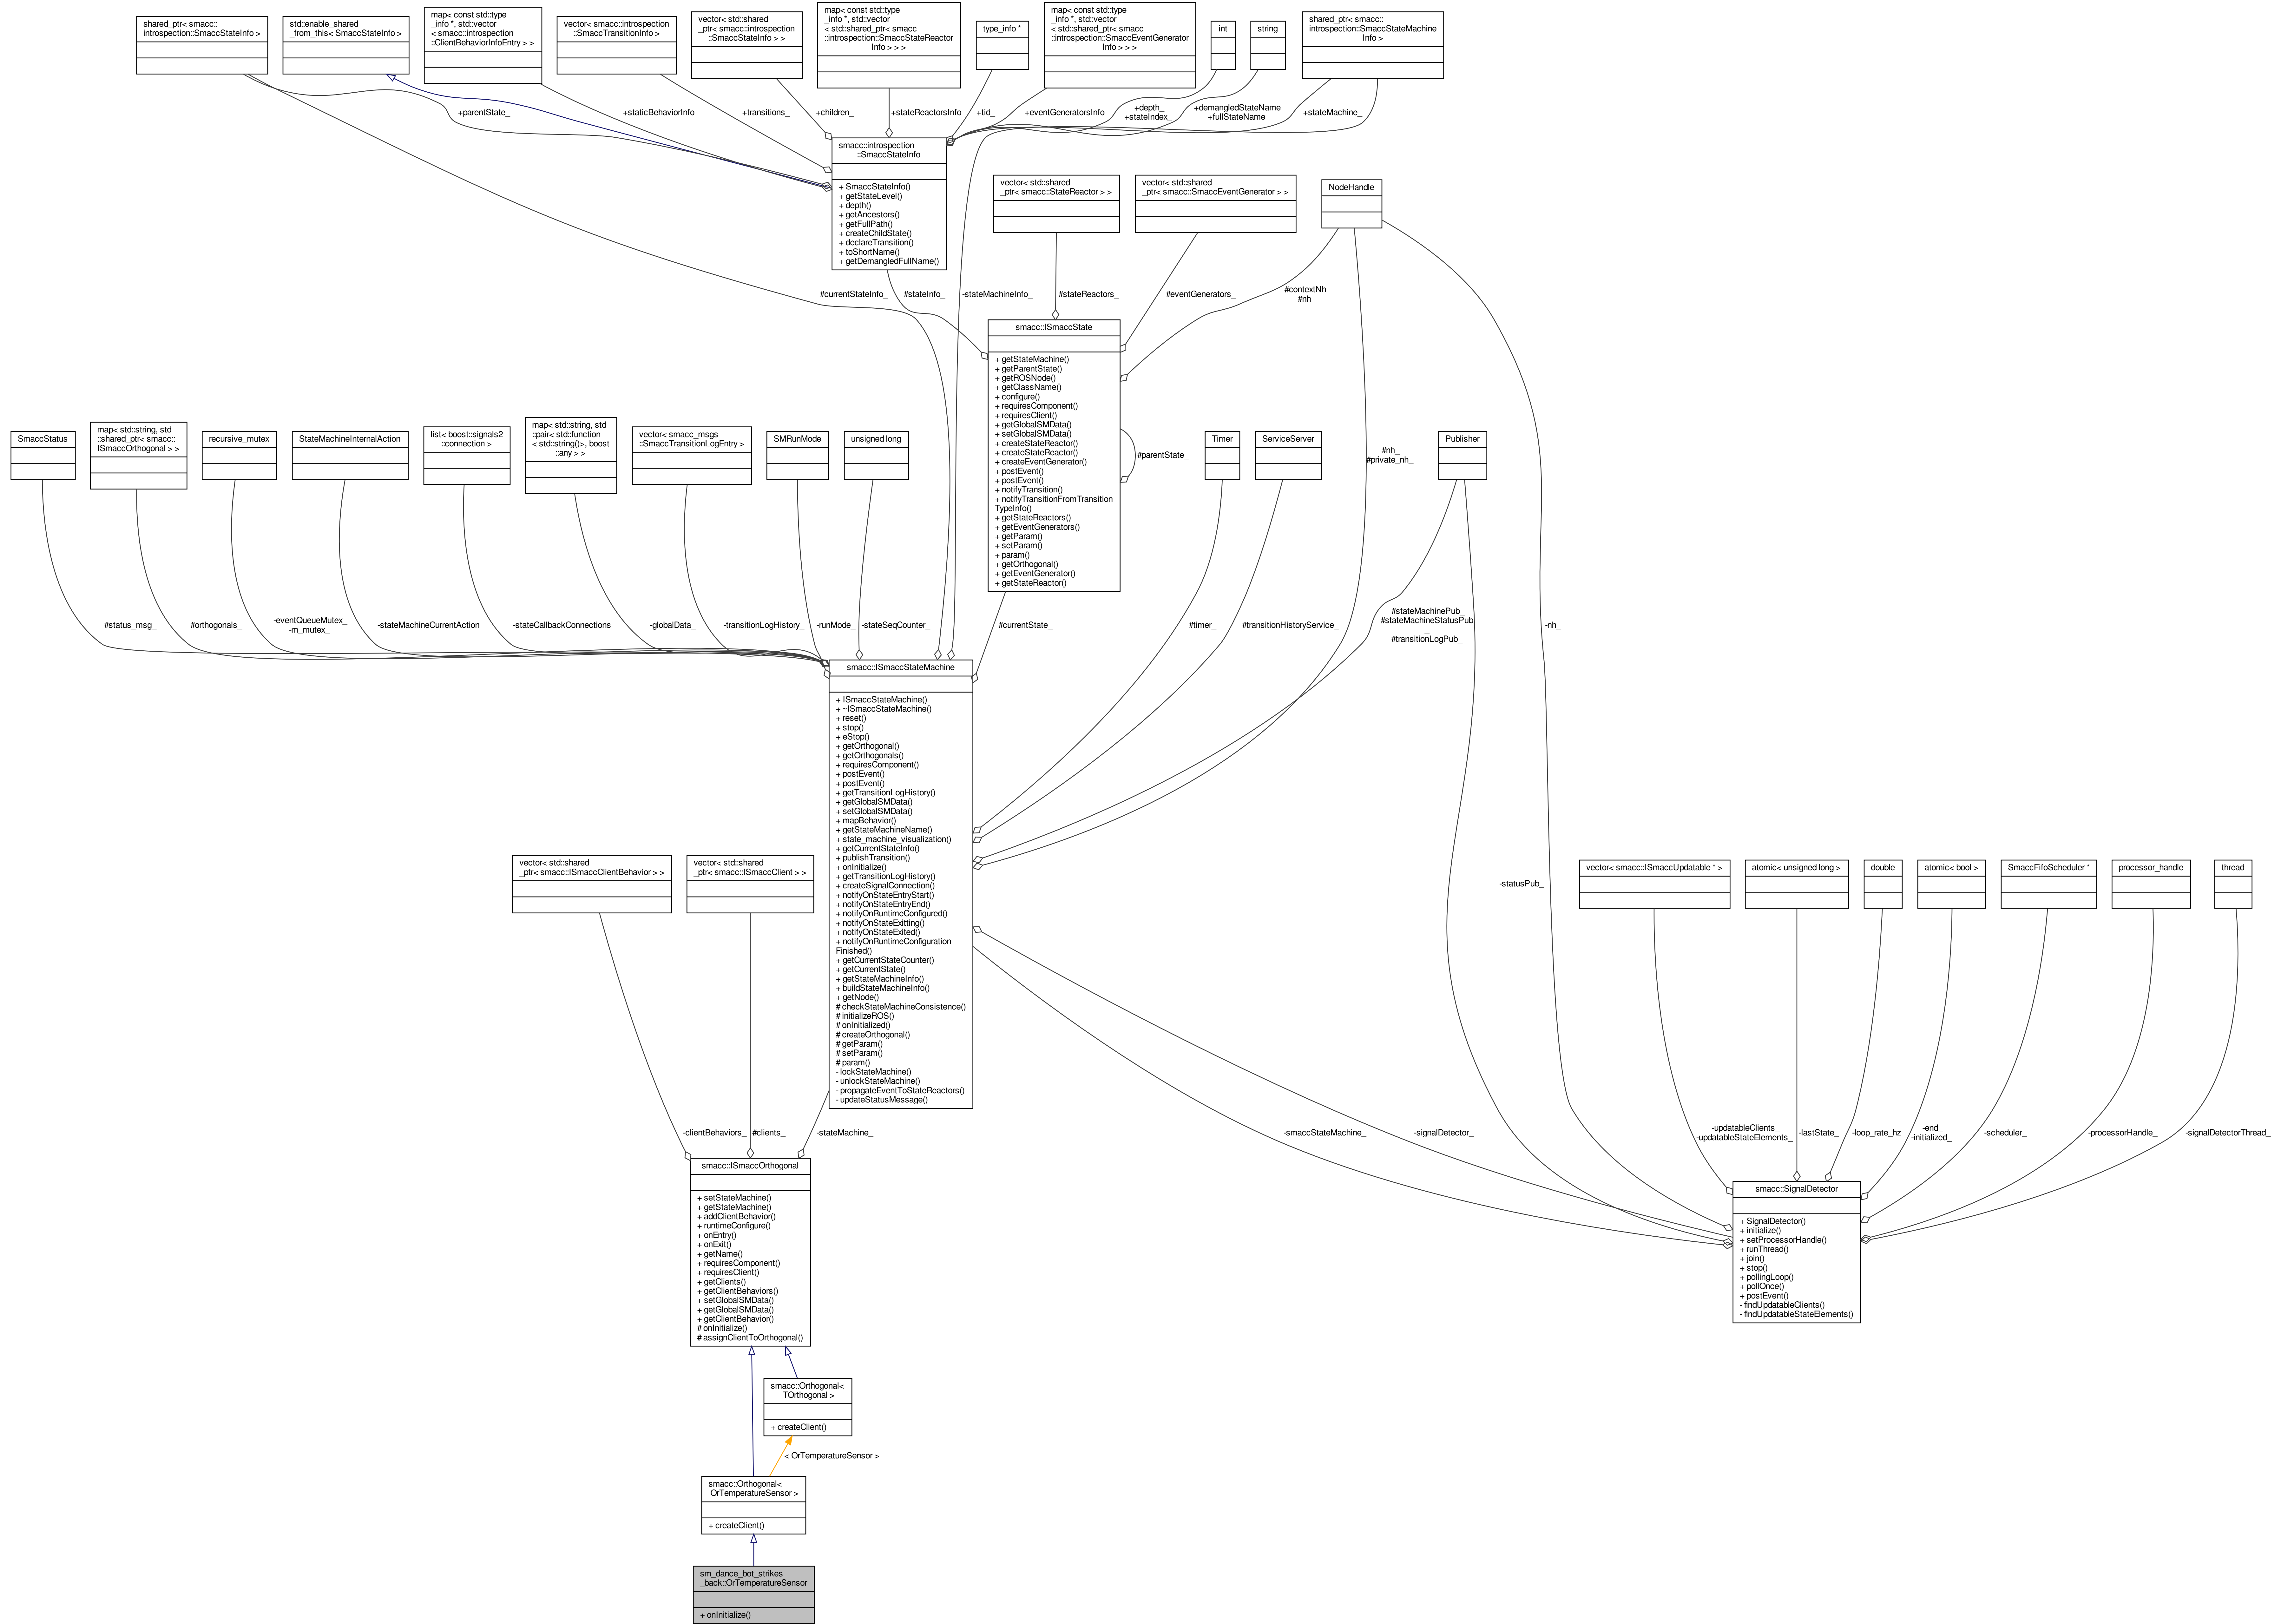 shared_ptr< smacc::
introspection::SmaccStateInfo >
std::enable_shared
_from_this< SmaccStateInfo >
map< const std::type
_info *, std::vector
< smacc::introspection
::ClientBehaviorInfoEntry > >
vector< smacc::introspection
::SmaccTransitionInfo >
vector< std::shared
_ptr< smacc::introspection
::SmaccStateInfo > >
map< const std::type
_info *, std::vector
< std::shared_ptr< smacc
::introspection::SmaccStateReactor
Info > > >
type_info *
map< const std::type
_info *, std::vector
< std::shared_ptr< smacc
::introspection::SmaccEventGenerator
Info > > >
int
string
shared_ptr< smacc::
introspection::SmaccStateMachine
Info >
+parentState_
+staticBehaviorInfo
+transitions_
+children_
+stateReactorsInfo
+tid_
+eventGeneratorsInfo
+depth_
+stateIndex_
+demangledStateName
+fullStateName
+stateMachine_
smacc::introspection
::SmaccStateInfo
+ SmaccStateInfo()
+ getStateLevel()
+ depth()
+ getAncestors()
+ getFullPath()
+ createChildState()
+ declareTransition()
+ toShortName()
+ getDemangledFullName()
vector< std::shared
_ptr< smacc::StateReactor > >
vector< std::shared
_ptr< smacc::SmaccEventGenerator > >
NodeHandle
#currentStateInfo_
#stateInfo_
-stateMachineInfo_
#stateReactors_
#eventGenerators_
#contextNh
#nh
smacc::ISmaccState
+ getStateMachine()
+ getParentState()
+ getROSNode()
+ getClassName()
+ configure()
+ requiresComponent()
+ requiresClient()
+ getGlobalSMData()
+ setGlobalSMData()
+ createStateReactor()
+ createStateReactor()
+ createEventGenerator()
+ postEvent()
+ postEvent()
+ notifyTransition()
+ notifyTransitionFromTransition
TypeInfo()
+ getStateReactors()
+ getEventGenerators()
+ getParam()
+ setParam()
+ param()
+ getOrthogonal()
+ getEventGenerator()
+ getStateReactor()
#parentState_
SmaccStatus
map< std::string, std
::shared_ptr< smacc::
ISmaccOrthogonal > >
recursive_mutex
StateMachineInternalAction
list< boost::signals2
::connection >
map< std::string, std
::pair< std::function
< std::string()>, boost
::any > >
vector< smacc_msgs
::SmaccTransitionLogEntry >
SMRunMode
unsigned long
Timer
ServiceServer
#nh_
#private_nh_
Publisher
#status_msg_
#orthogonals_
-eventQueueMutex_
-m_mutex_
-stateMachineCurrentAction
-stateCallbackConnections
-globalData_
-transitionLogHistory_
-runMode_
-stateSeqCounter_
#currentState_
#timer_
#transitionHistoryService_
#stateMachinePub_
#stateMachineStatusPub
_
#transitionLogPub_
-nh_
smacc::ISmaccStateMachine
+ ISmaccStateMachine()
+ ~ISmaccStateMachine()
+ reset()
+ stop()
+ eStop()
+ getOrthogonal()
+ getOrthogonals()
+ requiresComponent()
+ postEvent()
+ postEvent()
+ getTransitionLogHistory()
+ getGlobalSMData()
+ setGlobalSMData()
+ mapBehavior()
+ getStateMachineName()
+ state_machine_visualization()
+ getCurrentStateInfo()
+ publishTransition()
+ onInitialize()
+ getTransitionLogHistory()
+ createSignalConnection()
+ notifyOnStateEntryStart()
+ notifyOnStateEntryEnd()
+ notifyOnRuntimeConfigured()
+ notifyOnStateExitting()
+ notifyOnStateExited()
+ notifyOnRuntimeConfiguration
Finished()
+ getCurrentStateCounter()
+ getCurrentState()
+ getStateMachineInfo()
+ buildStateMachineInfo()
+ getNode()
# checkStateMachineConsistence()
# initializeROS()
# onInitialized()
# createOrthogonal()
# getParam()
# setParam()
# param()
- lockStateMachine()
- unlockStateMachine()
- propagateEventToStateReactors()
- updateStatusMessage()
vector< std::shared
_ptr< smacc::ISmaccClientBehavior > >
vector< std::shared
_ptr< smacc::ISmaccClient > >
-statusPub_
vector< smacc::ISmaccUpdatable * >
atomic< unsigned long >
double
atomic< bool >
SmaccFifoScheduler *
processor_handle
thread
-clientBehaviors_
#clients_
-stateMachine_
-smaccStateMachine_
-signalDetector_
-updatableClients_
-updatableStateElements_
-lastState_
-loop_rate_hz
-end_
-initialized_
-scheduler_
-processorHandle_
-signalDetectorThread_
smacc::ISmaccOrthogonal
+ setStateMachine()
+ getStateMachine()
+ addClientBehavior()
+ runtimeConfigure()
+ onEntry()
+ onExit()
+ getName()
+ requiresComponent()
+ requiresClient()
+ getClients()
+ getClientBehaviors()
+ setGlobalSMData()
+ getGlobalSMData()
+ getClientBehavior()
# onInitialize()
# assignClientToOrthogonal()
smacc::SignalDetector
+ SignalDetector()
+ initialize()
+ setProcessorHandle()
+ runThread()
+ join()
+ stop()
+ pollingLoop()
+ pollOnce()
+ postEvent()
- findUpdatableClients()
- findUpdatableStateElements()
smacc::Orthogonal<
TOrthogonal >
+ createClient()
< OrTemperatureSensor >
smacc::Orthogonal<
OrTemperatureSensor >
+ createClient()
sm_dance_bot_strikes
_back::OrTemperatureSensor
+ onInitialize()